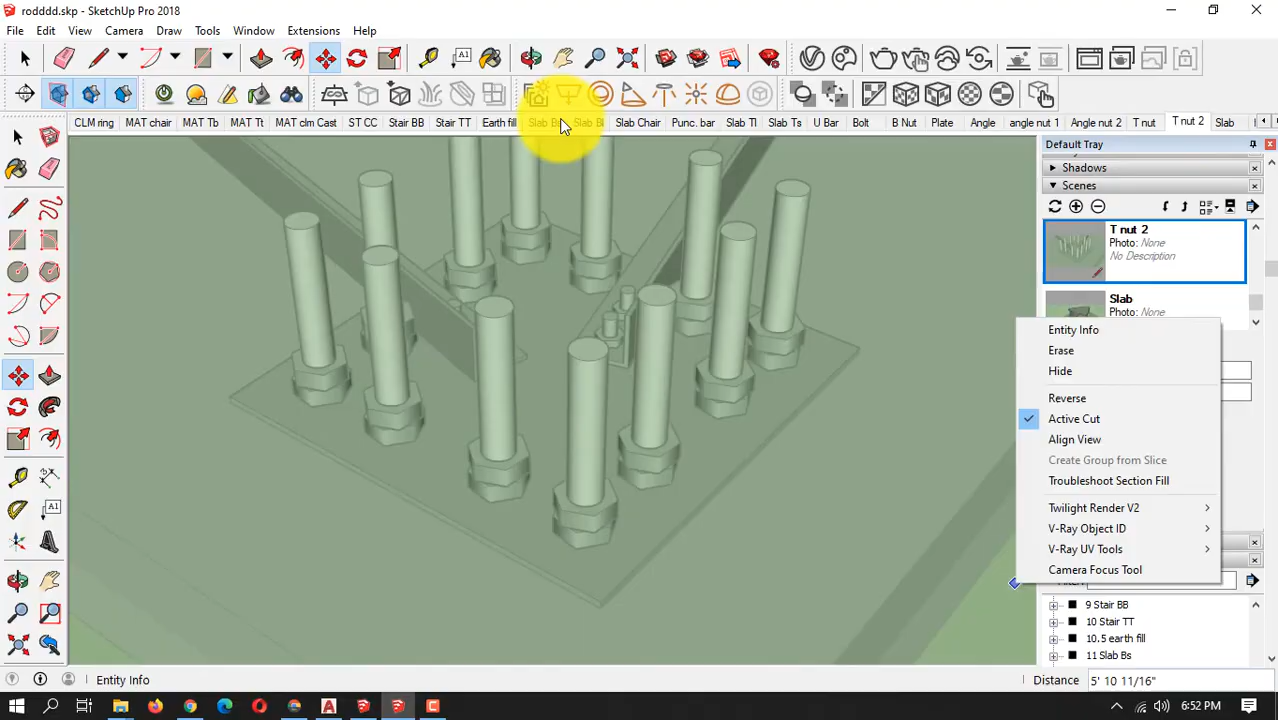 rodddd.skp - SketchUp Pro 2018
File Edit View Camera Draw Tools Window Extensions Help
A1
CLM ring MAT chair MAT Tb MAT Tt MAT clm Cast ST CC Stair BB Stair TT Earth fill Slab Bs Slab Bl Slab Chair Punc. bar Slab Tl Slab Ts U Bar Bolt B Nut Plate Angle angle nut 1 Angle nut 2 T nut T nut 2 Slab
Default Tray
Shadows
Scenes
T nut 2
Photo: None
No Description
Slab
Photo: None
Entity Info
Erase
Hide
Reverse
Active Cut
Align View
Create Group from Slice
Troubleshoot Section Fill
Twilight Render V2
V-Ray Object ID
V-Ray UV Tools
Camera Focus Tool
A1
9 Stair BB
10 Stair TT
10.5 earth fill
11 Slab Bs
Entity Info
Distance 5' 10 11/16"
6:52 PM